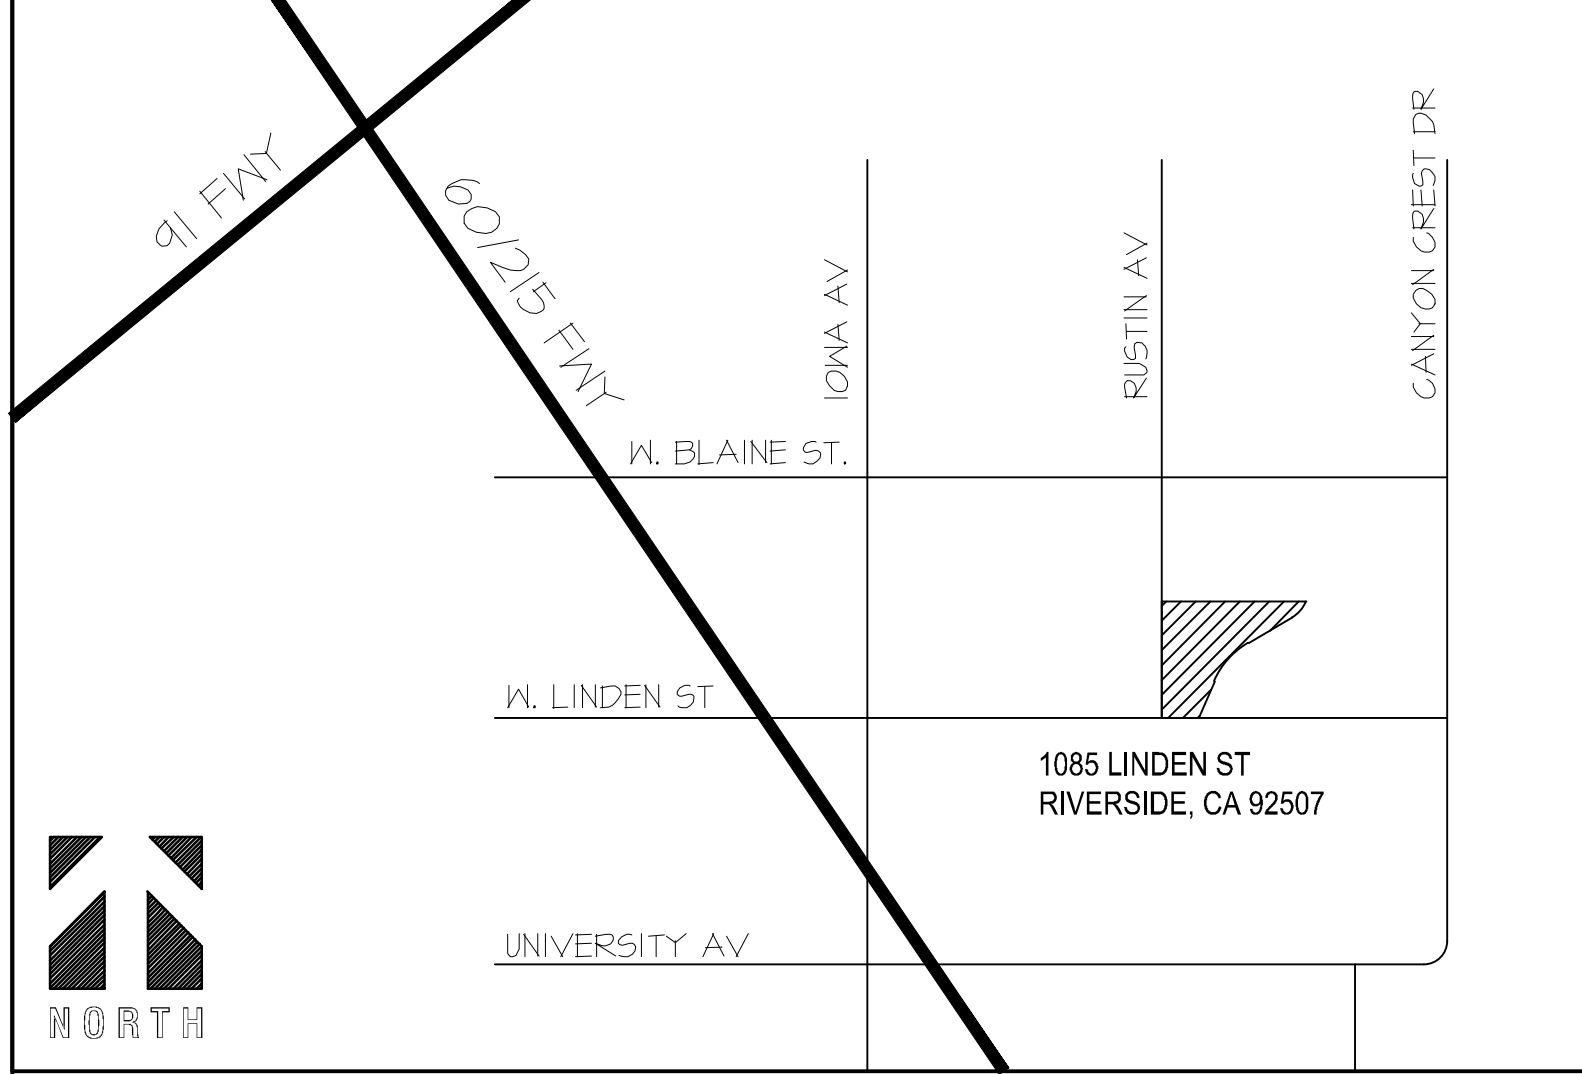 91 FWY
60/215 FWY
IOWA AV
RUSTIN AV
CANYON CREST DR
W. BLAINE ST.
W. LINDEN ST
1085 LINDEN ST
RIVERSIDE, CA 92507
UNIVERSITY AV
NORTH